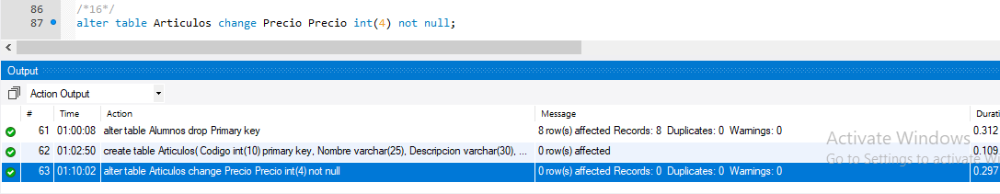 86 /*16*/
87 alter table Articulos change Precio Precio int(4) not null;
Output
Action Output
# Time Action Message Durati
61 01:00:08 alter table Alumnos drop Primary key 8 row(s) affected Records: 8 Duplicates: 0 Warnings: 0 0.312
62 01:02:50 create table Articulos( Codigo int(10) primary key, Nombre varchar(25), Descripcion varchar(30), ... 0 row(s) affected 0.109
63 01:10:02 alter table Articulos change Precio Precio int(4) not null 0 row(s) affected Records: 0 Duplicates: 0 Warnings: 0 0.297
Activate Windows
Go to Settings to activate Wi